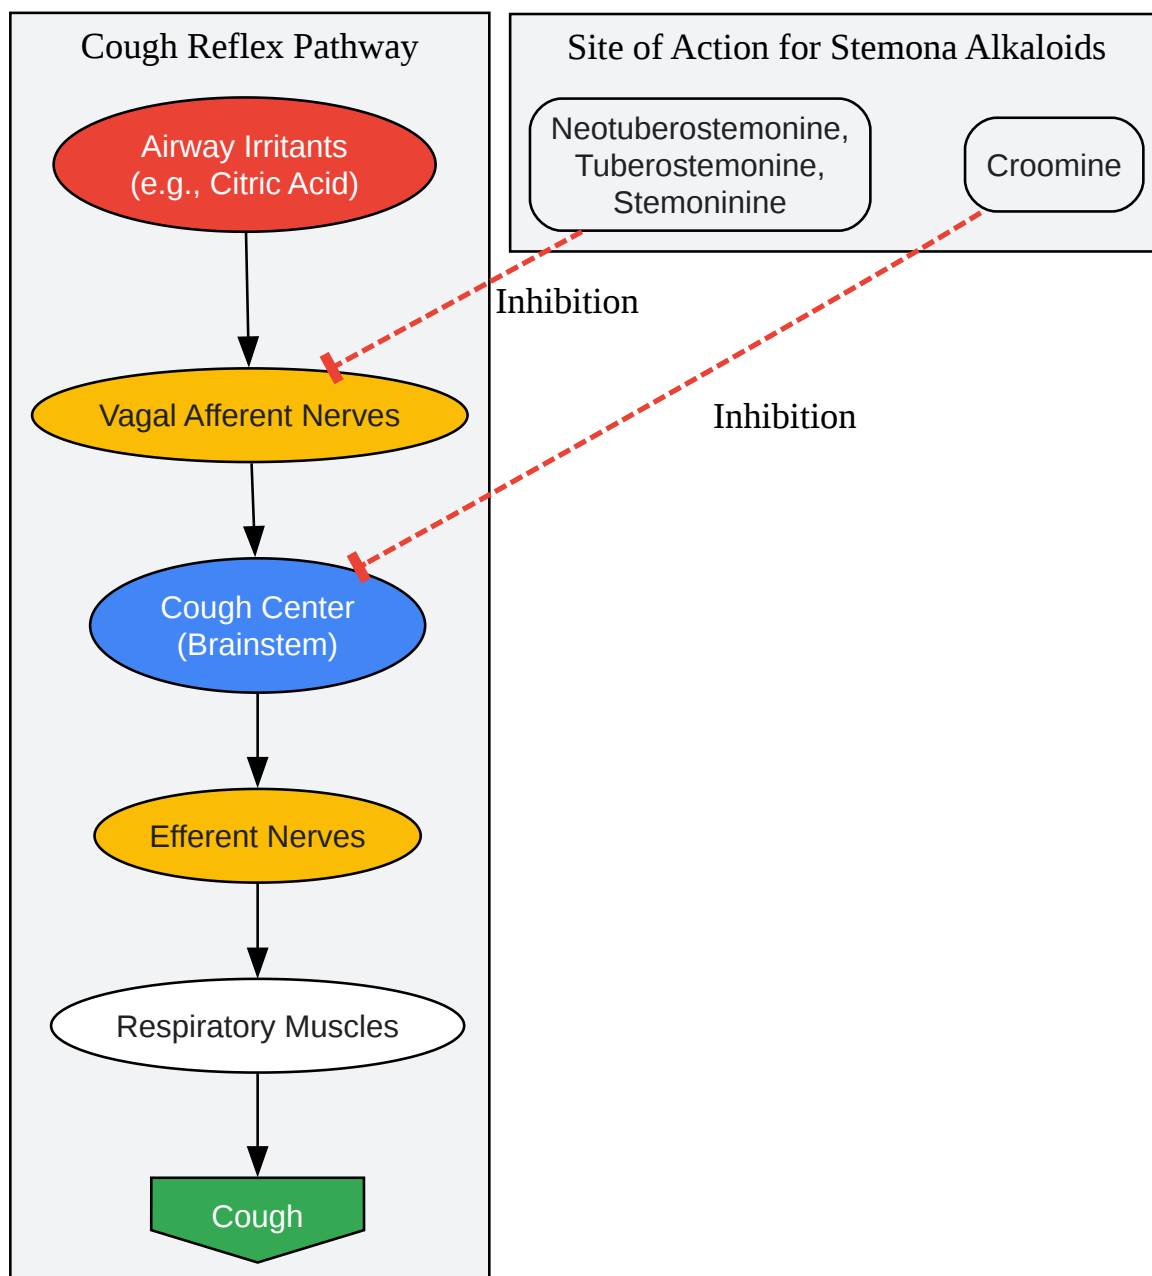 Cough Reflex Pathway
Airway Irritants
(e.g., Citric Acid)
Vagal Afferent Nerves
Cough Center
(Brainstem)
Efferent Nerves
Respiratory Muscles
Cough
Site of Action for Stemona Alkaloids
Neotuberostemonine,
Tuberostemonine,
Stemoninine
Croomine
Inhibition
Inhibition